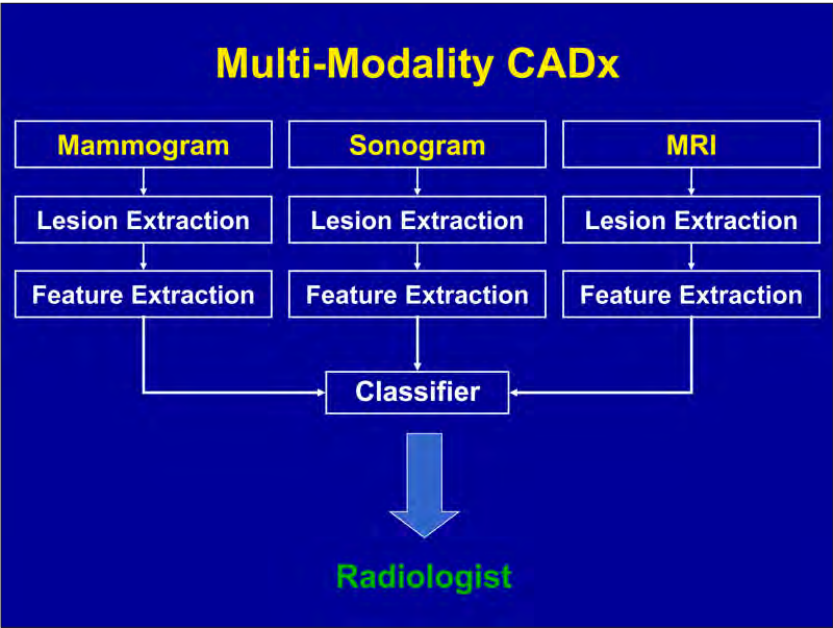 Multi-Modality CADx
Mammogram
Sonogram
MRI
Lesion Extraction
Lesion Extraction
Lesion Extraction
Feature Extraction
Feature Extraction
Feature Extraction
Classifier
Radiologist